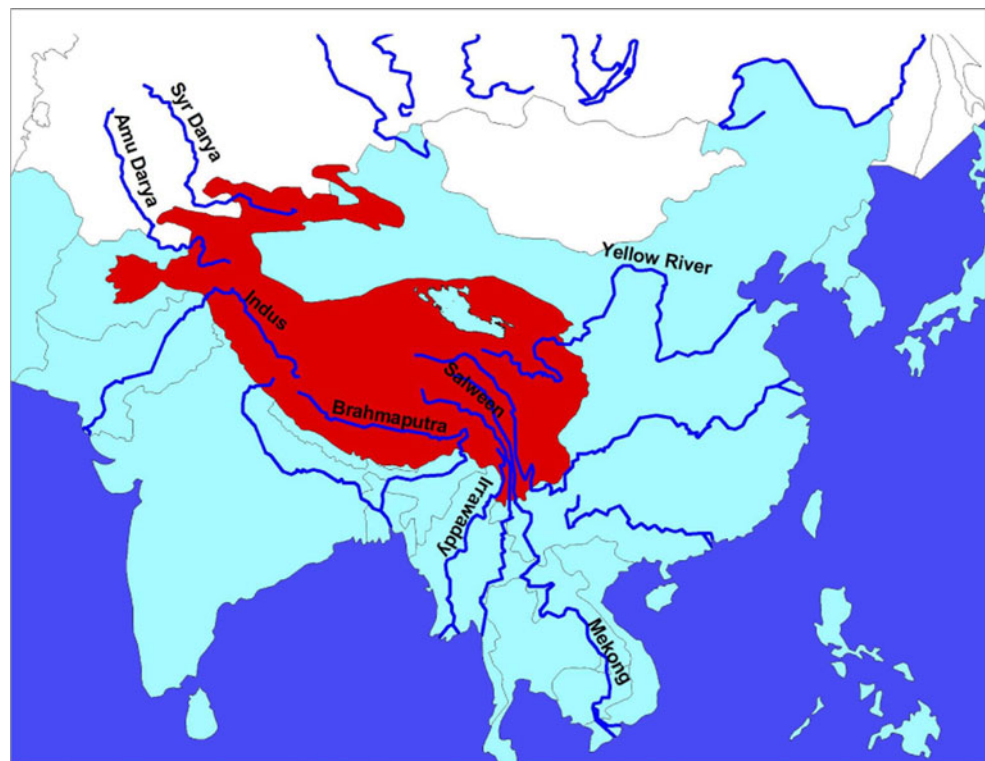 Syr Darya
Amu Darya
Yellow River
Indus
Salween
Brahmaputra
Irrawaddy
Mekong